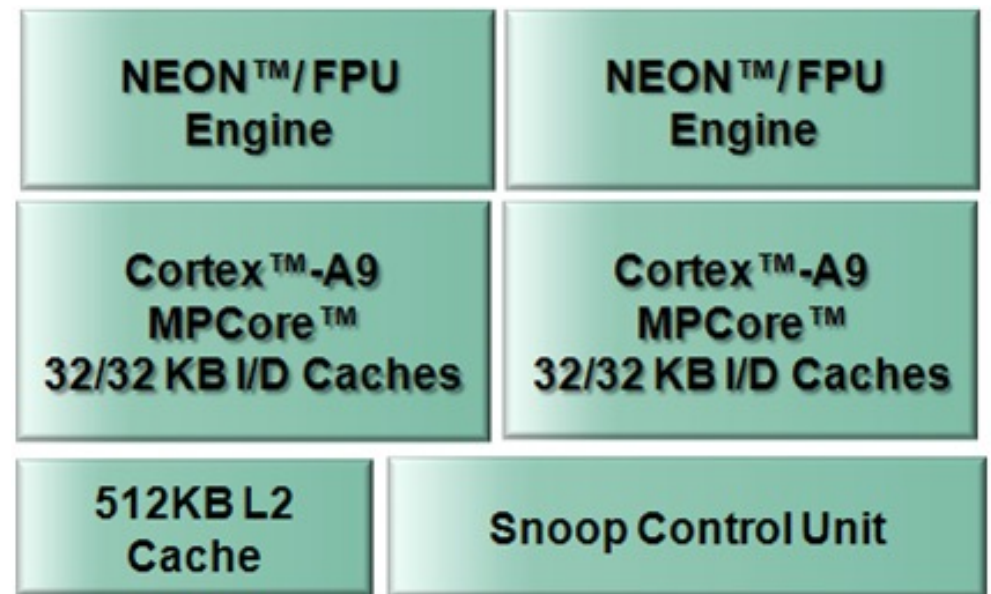 NEON™/FPU
Engine
NEON™/FPU
Engine
Cortex™-A9
MPCore™
32/32 KB I/D Caches
Cortex™-A9
MPCore™
32/32 KB I/D Caches
512KB L2
Cache
Snoop Control Unit